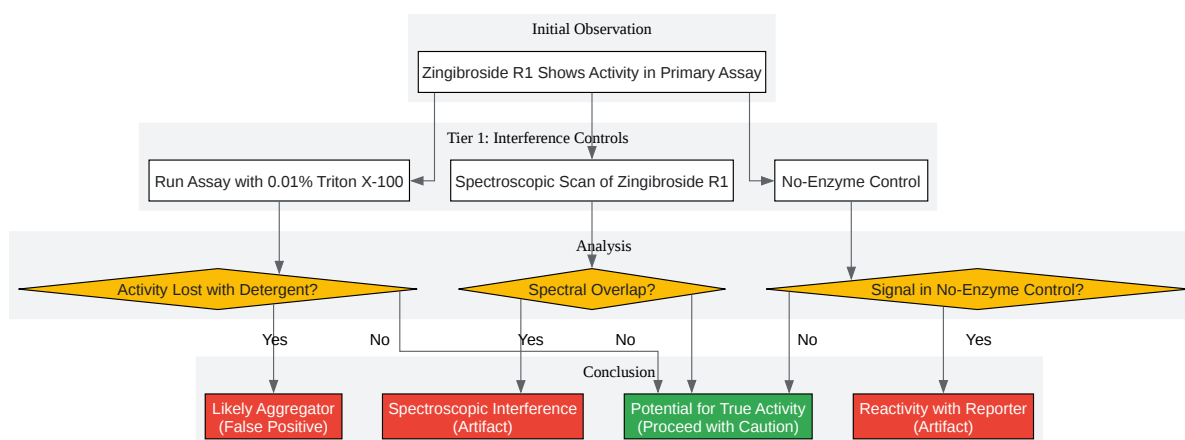 Initial Observation
Zingibroside R1 Shows Activity in Primary Assay
Tier 1: Interference Controls
Run Assay with 0.01% Triton X-100
Spectroscopic Scan of Zingibroside R1
No-Enzyme Control
Analysis
Activity Lost with Detergent?
Spectral Overlap?
Signal in No-Enzyme Control?
Yes
No
Yes
No
No
Yes
Conclusion
Likely Aggregator
(False Positive)
Spectroscopic Interference
(Artifact)
Potential for True Activity
(Proceed with Caution)
Reactivity with Reporter
(Artifact)